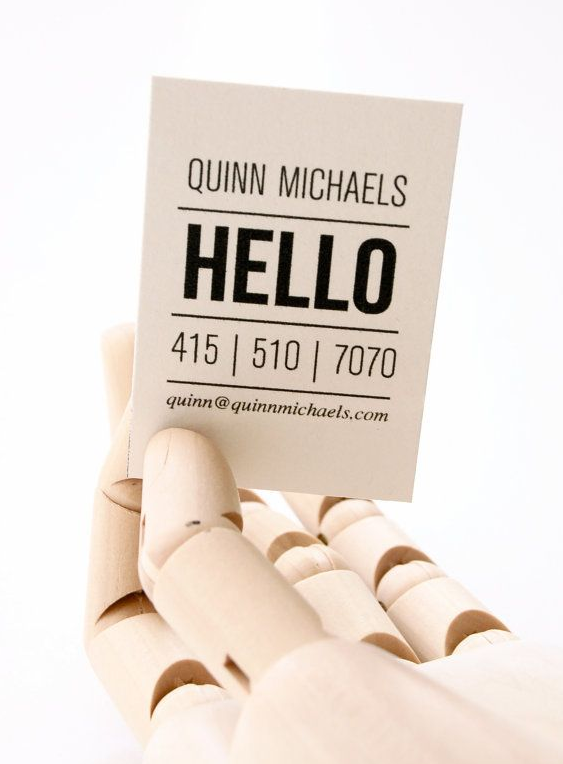 QUINN MICHAELS
HELLO
415 | 510 | 7070
quinn@quinnmichaels.com